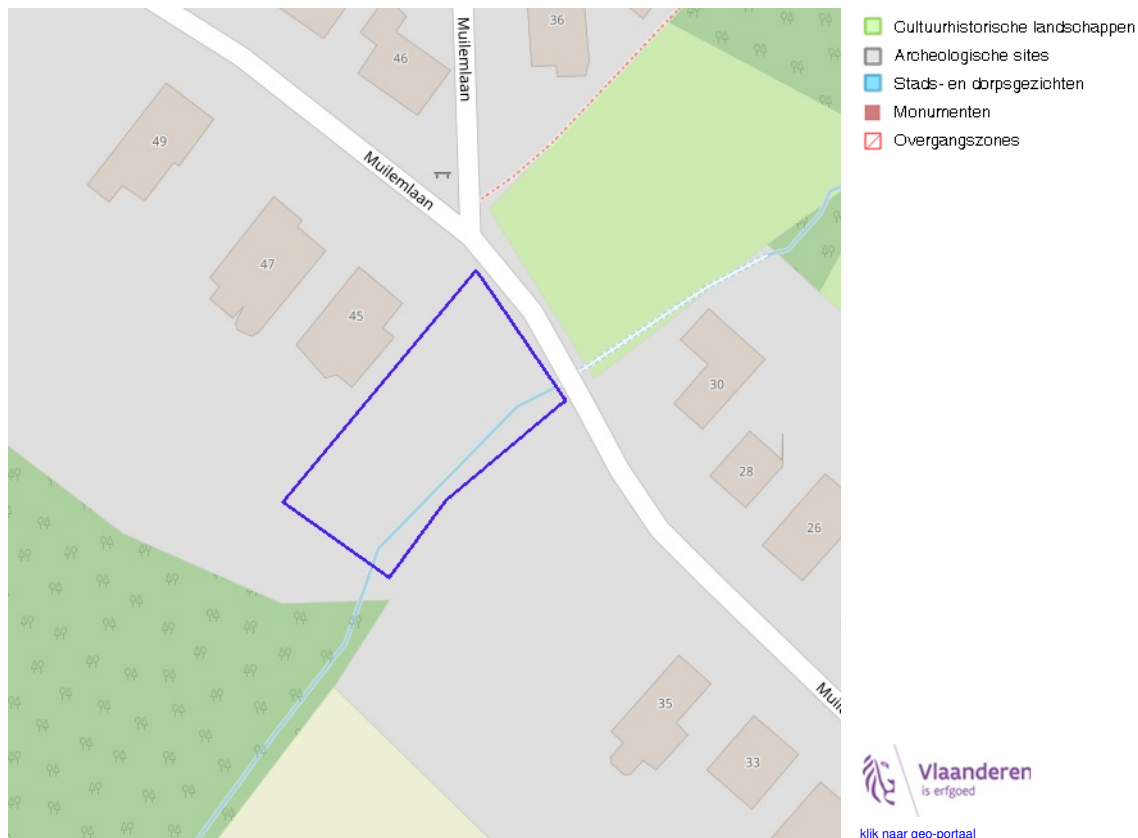 36
Muilemlaan
46
49
Muilemlaan
47
45
30
28
26
35
33
Cultuurhistorische landschappen
Archeologische sites
Stads- en dorpsgezichten
Monumenten
Overgangszones
Vlaanderen
is erfgoed
klik naar geo-portaal